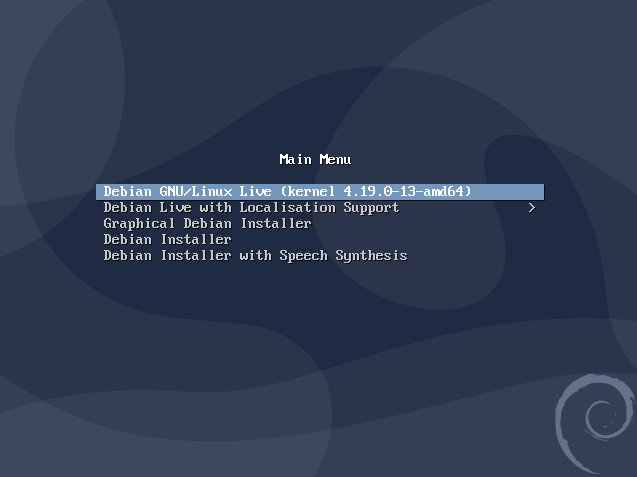 Main Menu
Debian GNU/Linux Live (kernel 4.19.0-13-amd64)
Debian Live with Localisation Support >
Graphical Debian Installer
Debian Installer
Debian Installer with Speech Synthesis